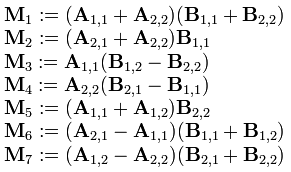 M₁ := (A₁,₁ + A₂,₂)(B₁,₁ + B₂,₂)
M₂ := (A₂,₁ + A₂,₂)B₁,₁
M₃ := A₁,₁(B₁,₂ − B₂,₂)
M₄ := A₂,₂(B₂,₁ − B₁,₁)
M₅ := (A₁,₁ + A₁,₂)B₂,₂
M₆ := (A₂,₁ − A₁,₁)(B₁,₁ + B₁,₂)
M₇ := (A₁,₂ − A₂,₂)(B₂,₁ + B₂,₂)